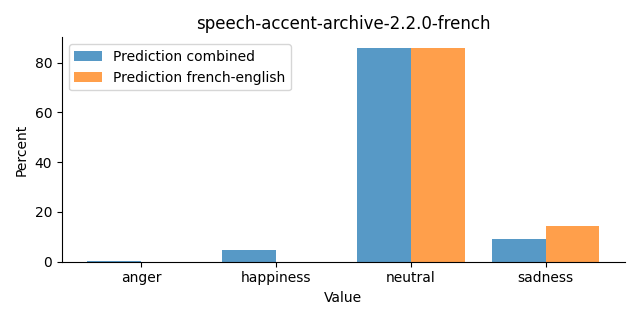 speech-accent-archive-2.2.0-french
Prediction combined
Prediction french-english
Percent
80
60
40
20
0
anger happiness neutral sadness
Value